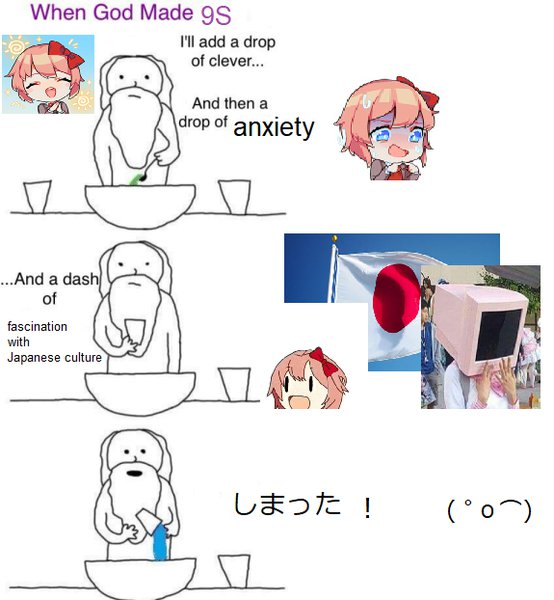 When God Made 9S
I'll add a drop
of clever...
And then a
drop of anxiety
...And a dash
of
fascination
with
Japanese culture
しまった ！
( ﾟo⌒)